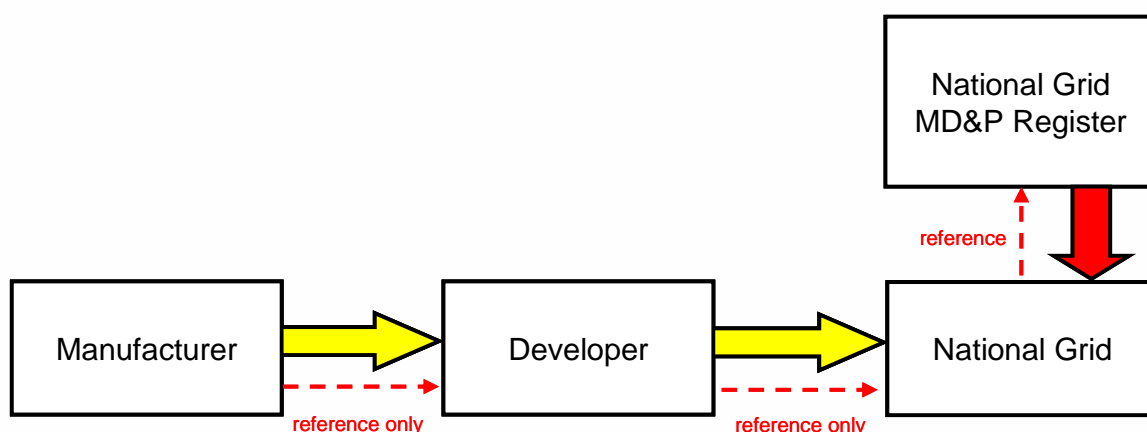 National Grid
MD&P Register
reference
Manufacturer
Developer
National Grid
reference only
reference only